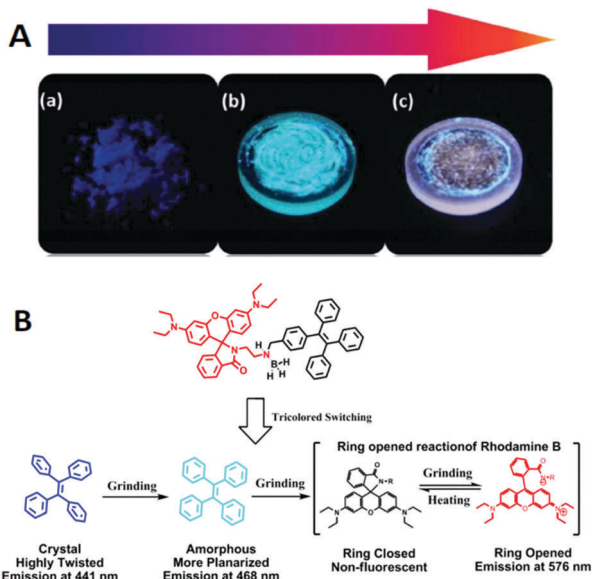 A
(a)
(b)
(c)
B
N
O
N
N
O
H
N
B
H
H
H
Tricolored Switching
Ring opened reactionof Rhodamine B
Grinding
Grinding
Grinding
Heating
O
N-R
N
O
N
O
N-R
⊖
N
O
N
⊕
Crystal
Highly Twisted
Emission at 441 nm
Amorphous
More Planarized
Emission at 468 nm
Ring Closed
Non-fluorescent
Ring Opened
Emission at 576 nm